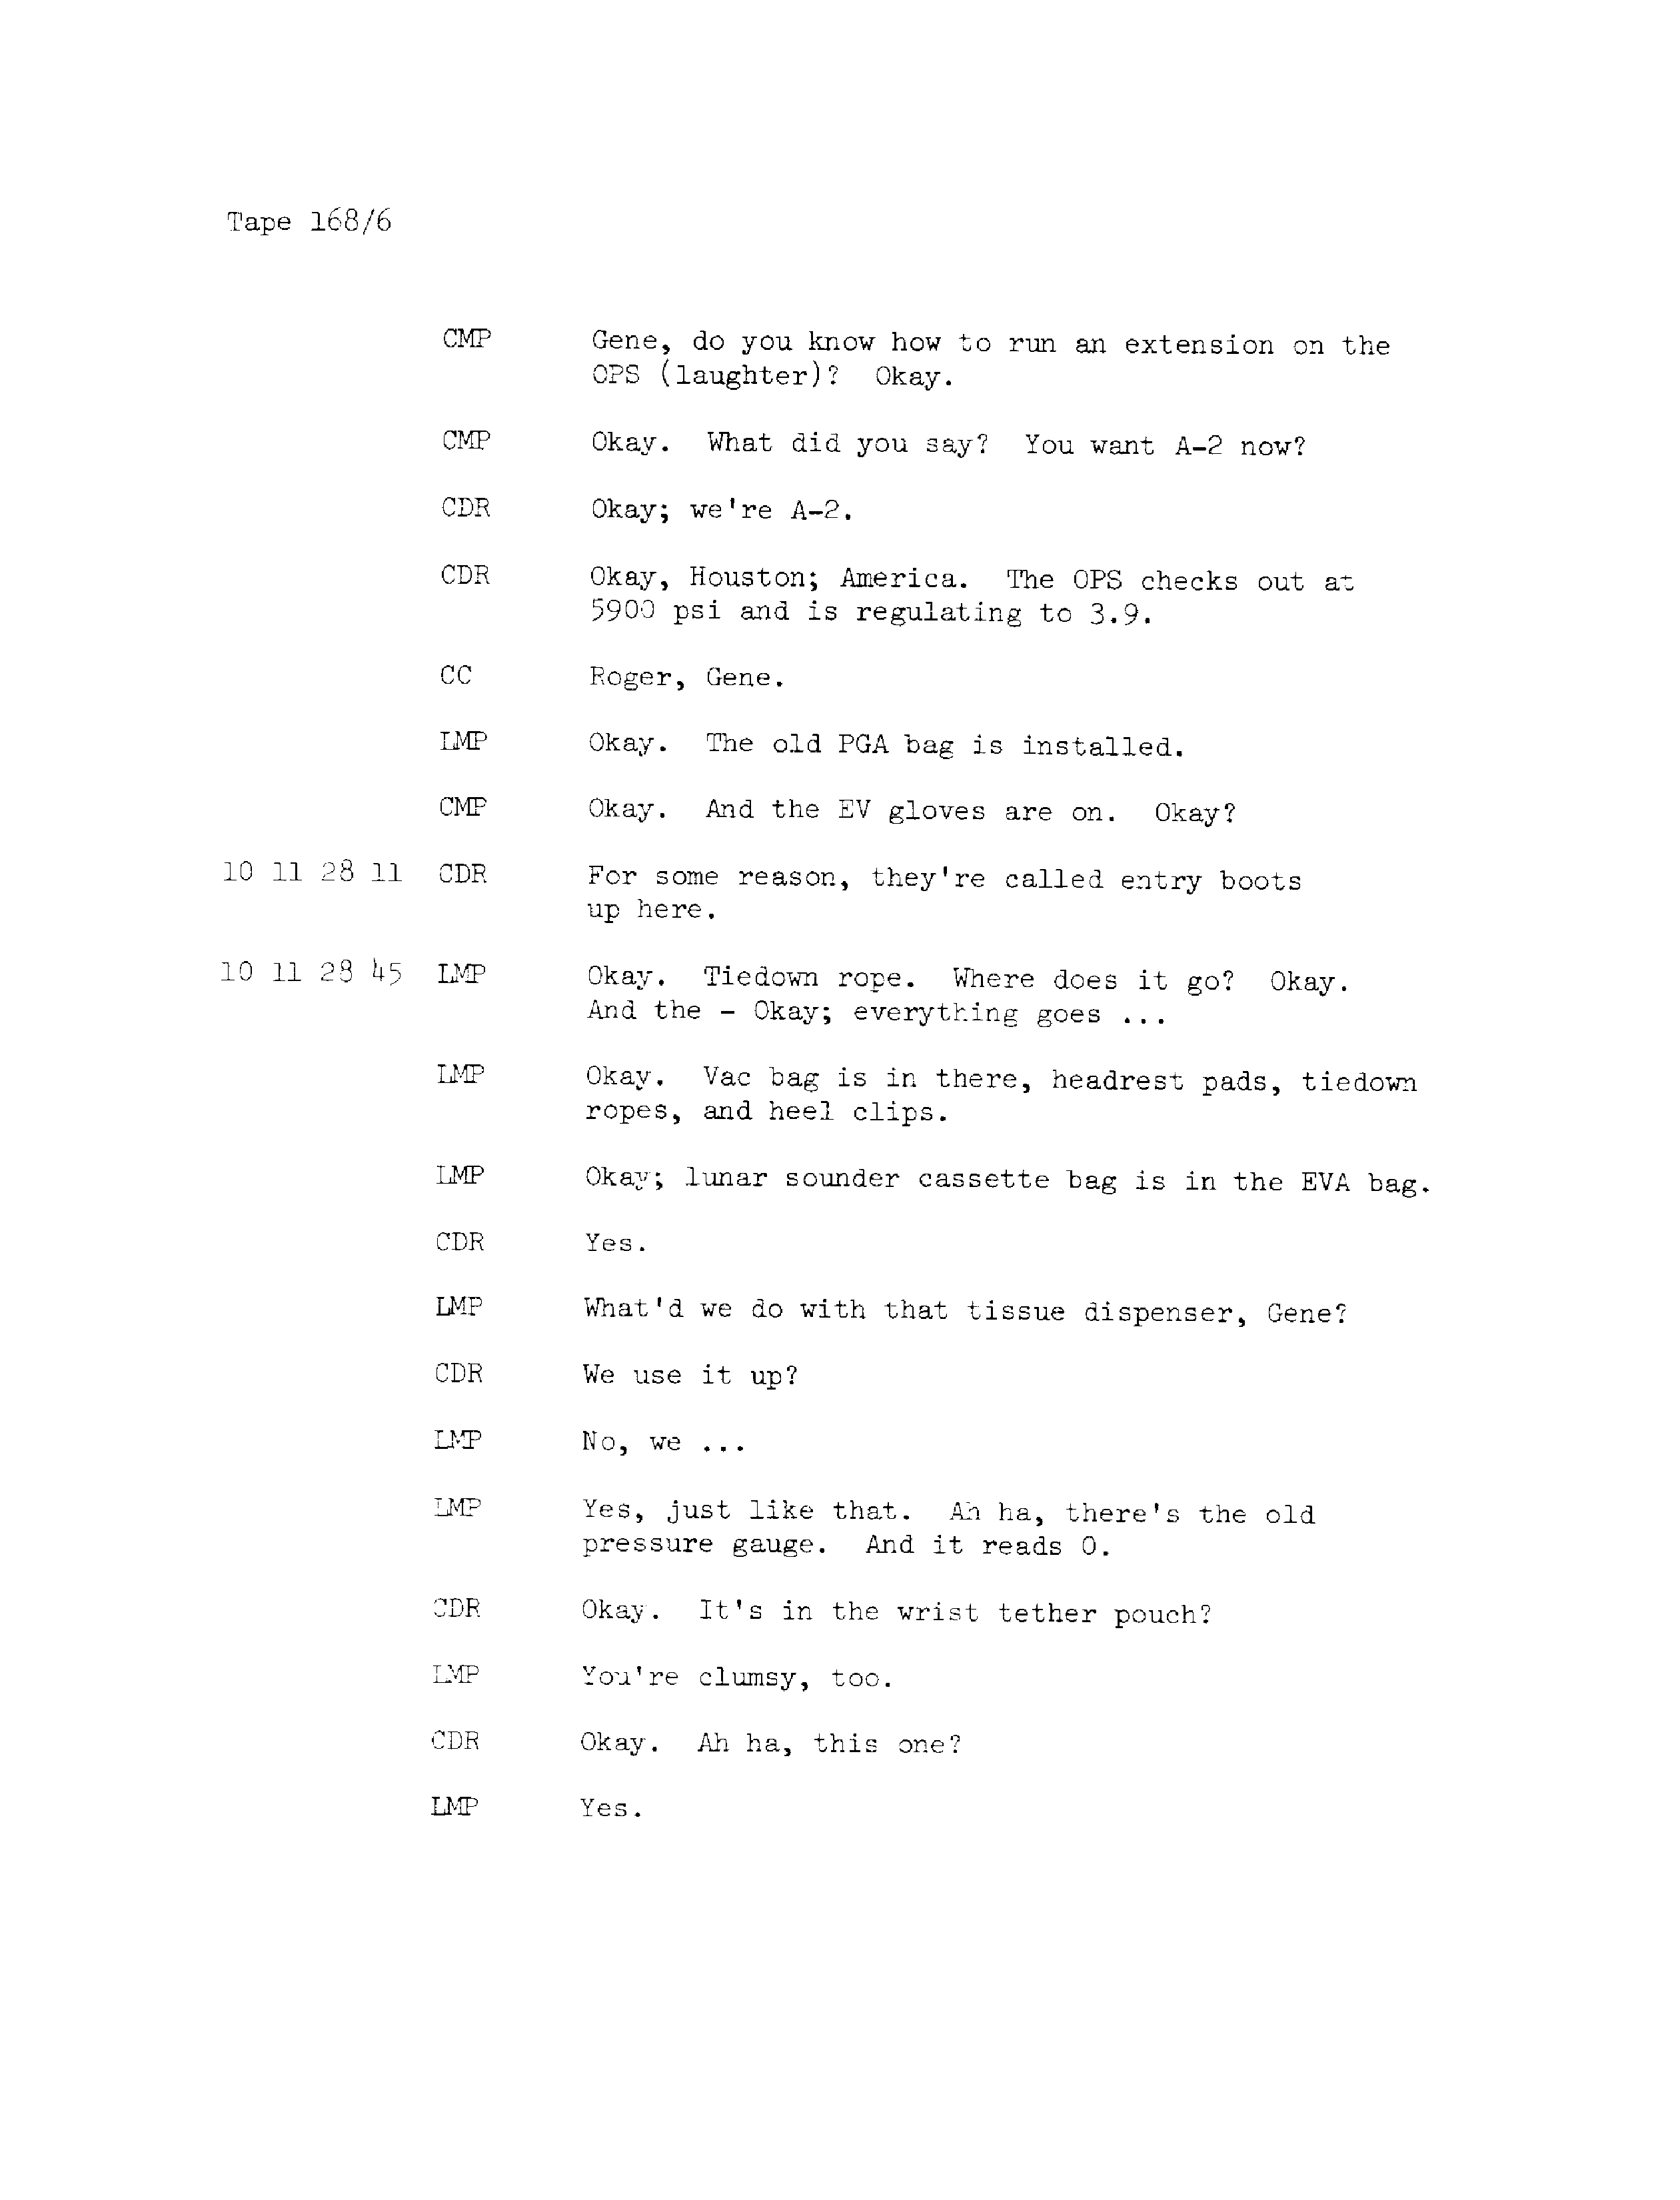 Tape 168/6
CMP Gene, do you know how to run an extension on the
OPS (laughter)? Okay.
CMP Okay. What did you say? You want A-2 now?
CDR Okay; we're A-2.
CDR Okay, Houston; America. The OPS checks out at
5900 psi and is regulating to 3.9.
CC Roger, Gene.
LMP Okay. The old PGA bag is installed.
CMP Okay. And the EV gloves are on. Okay?
10 11 28 11 CDR For some reason, they're called entry boots
up here.
10 11 28 45 LMP Okay. Tiedown rope. Where does it go? Okay.
And the - Okay; everything goes ...
LMP Okay. Vac bag is in there, headrest pads, tiedown
ropes, and heel clips.
LMP Okay; lunar sounder cassette bag is in the EVA bag.
CDR Yes.
LMP What'd we do with that tissue dispenser, Gene?
CDR We use it up?
LMP No, we ...
LMP Yes, just like that. Ah ha, there's the old
pressure gauge. And it reads 0.
CDR Okay. It's in the wrist tether pouch?
LMP You're clumsy, too.
CDR Okay. Ah ha, this one?
LMP Yes.